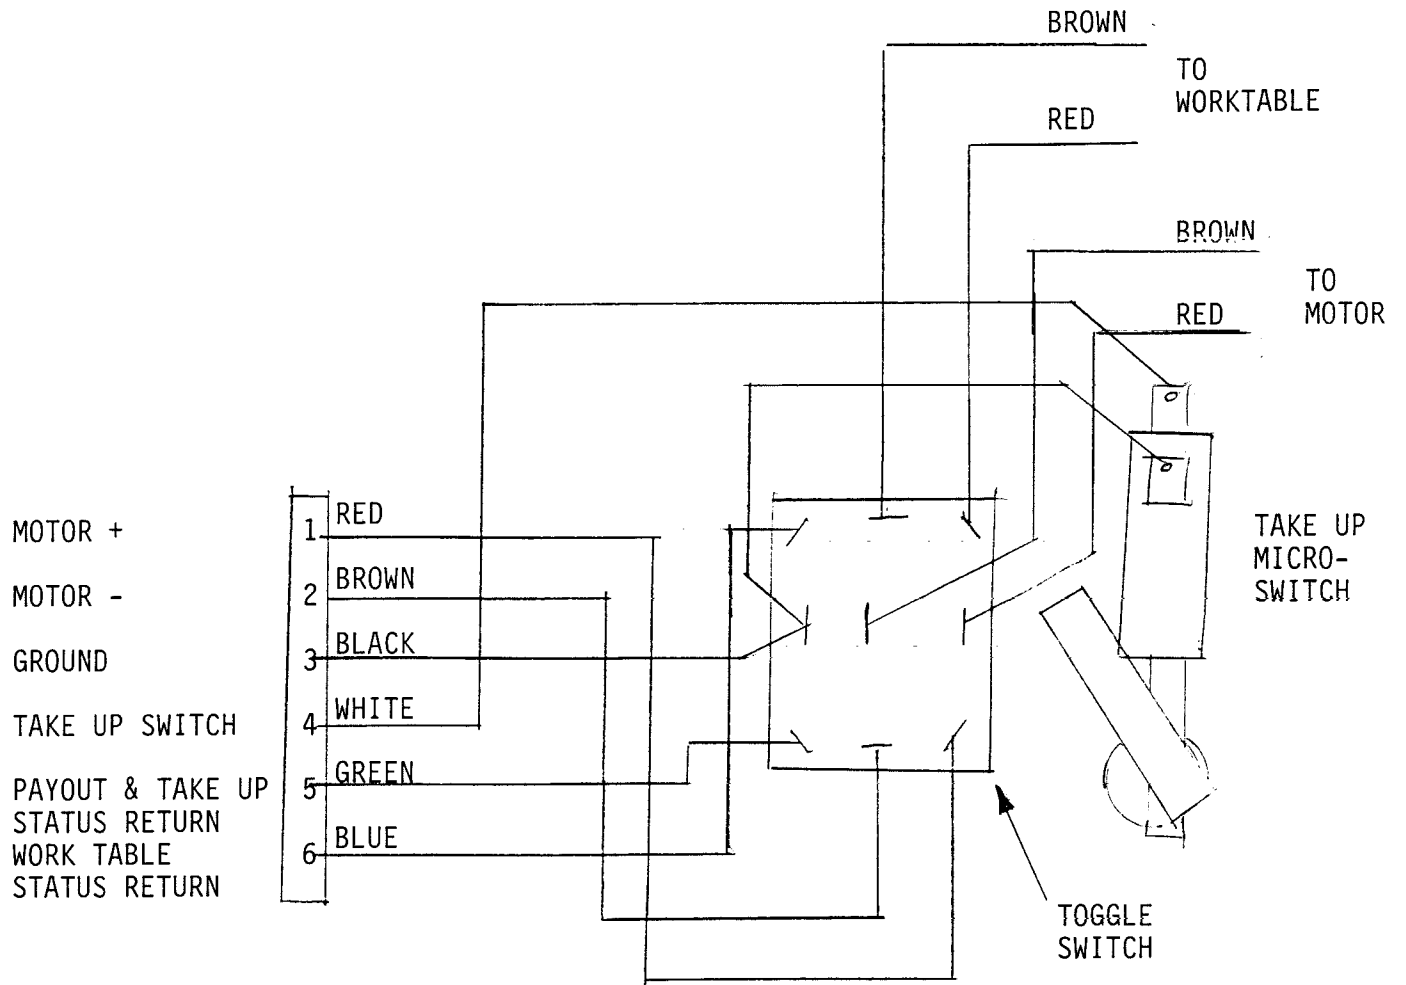 BROWN
TO
WORKTABLE
RED
BROWN
TO
MOTOR
RED
MOTOR +
1
RED
TAKE UP
MICRO-
SWITCH
MOTOR -
2
BROWN
GROUND
3
BLACK
TAKE UP SWITCH
4
WHITE
PAYOUT & TAKE UP
STATUS RETURN
5
GREEN
WORK TABLE
STATUS RETURN
6
BLUE
TOGGLE
SWITCH